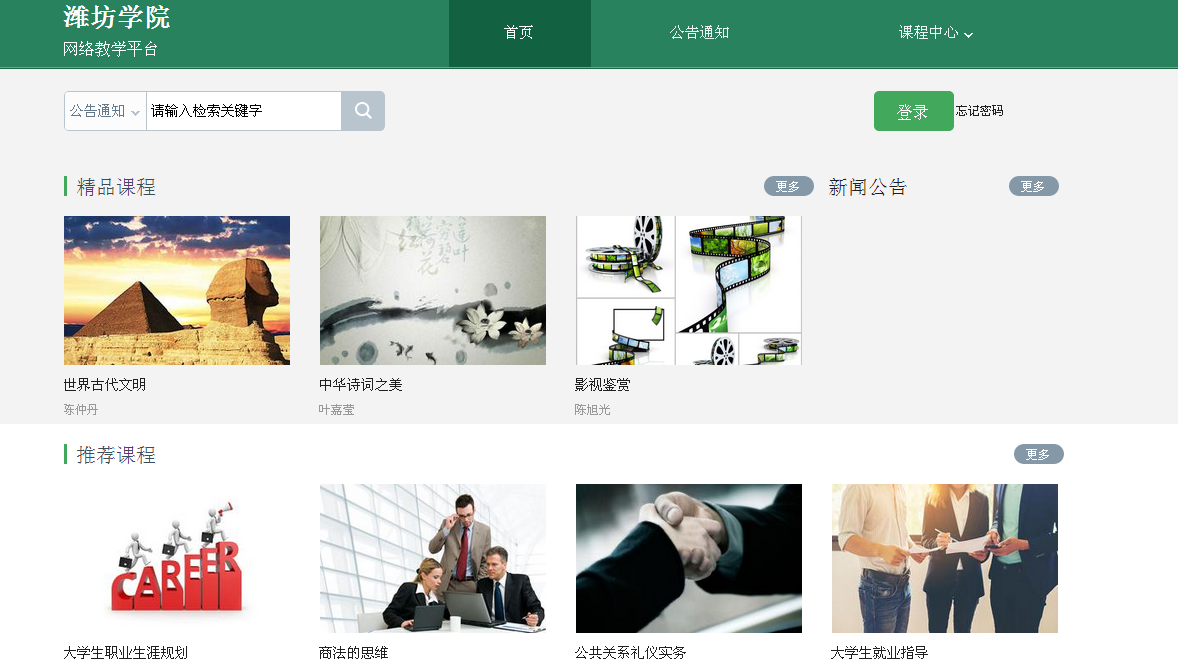 潍坊学院
网络教学平台
首页
公告通知
课程中心
公告通知
请输入检索关键字
登录
忘记密码
精品课程
更多
新闻公告
更多
世界古代文明
中华诗词之美
影视鉴赏
陈仲丹
叶嘉莹
陈旭光
推荐课程
更多
CAREER
大学生职业生涯规划
商法的思维
公共关系礼仪实务
大学生就业指导